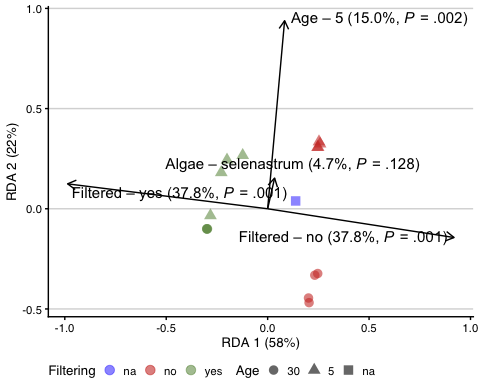 1.0
Age – 5 (15.0%, P = .002)
0.5
Algae – selenastrum (4.7%, P = .128)
Filtered – yes (37.8%, P = .001)
0.0
Filtered – no (37.8%, P = .001)
-0.5
RDA 2 (22%)
-1.0 -0.5 0.0 0.5 1.0
RDA 1 (58%)
Filtering na no yes Age 30 5 na